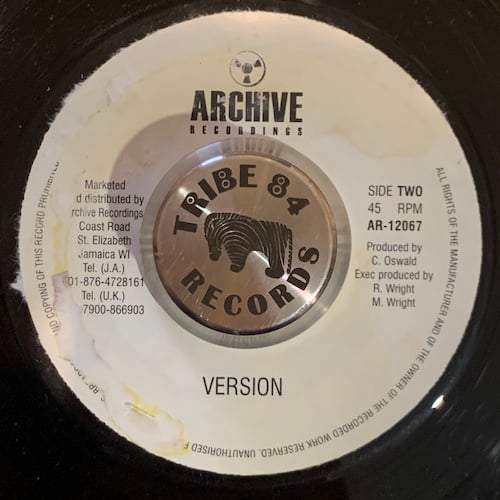 ARCHIVE
RECORDINGS
Marketed
d distributed by
rchive Recordings
Coast Road
St. Elizabeth
Jamaica WI
Tel. (J.A.)
01-876-4728161
Tel. (U.K.)
7900-866903
TRIBE 84
RECORDS
SIDE TWO
45 RPM
AR-12067
Produced by
C. Oswald
Exec produced by
R. Wright
M. Wright
VERSION
ALL RIGHTS OF THE MANUFACTURER AND OF THE OWNER OF THE RECORDED WORK RESERVED. UNAUTHORISED
ND COPYING OF THIS RECORD PROHIBITED